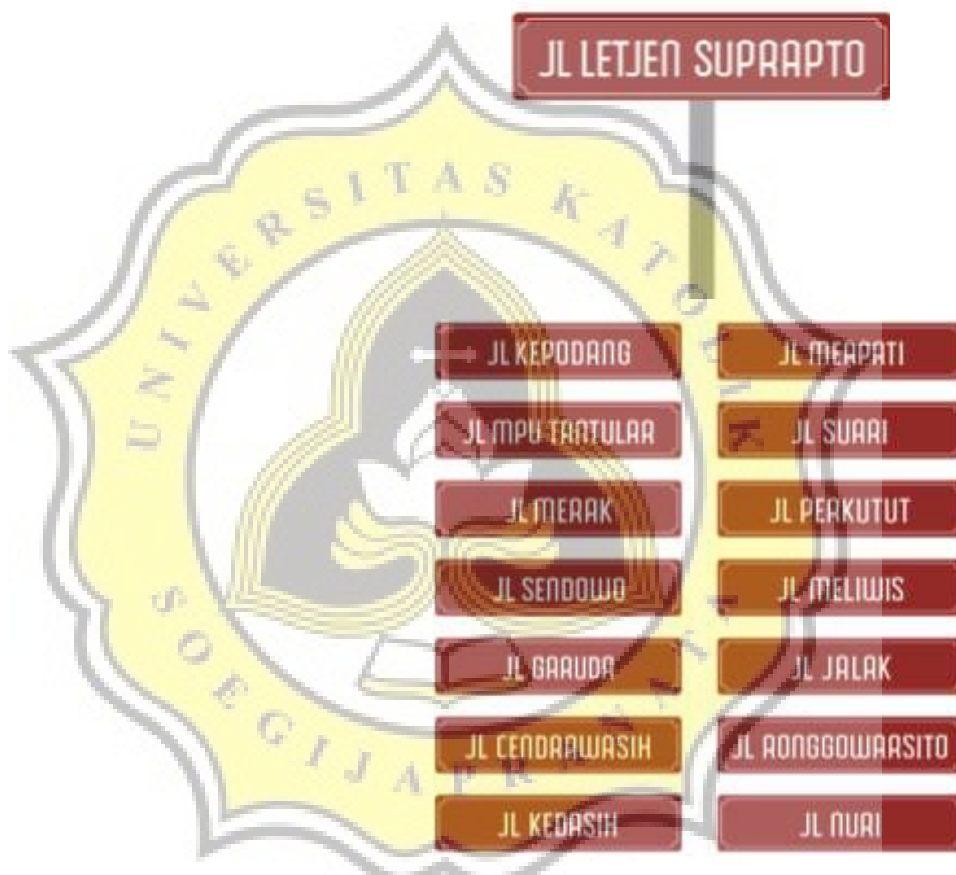 JL LETJEN SUPRAPTO
JL KEPODANG
JL MERPATI
JL MPU TANTULAR
JL SUARI
JL MERAK
JL PERKUTUT
JL SENDOWO
JL MELIWIS
JL GARUDA
JL JALAK
JL CENDRAWASIH
JL RONGGOWARSITO
JL KEDASIH
JL NURI
UNIVERSITAS KATOLIK
SOEGIJAPRANATA